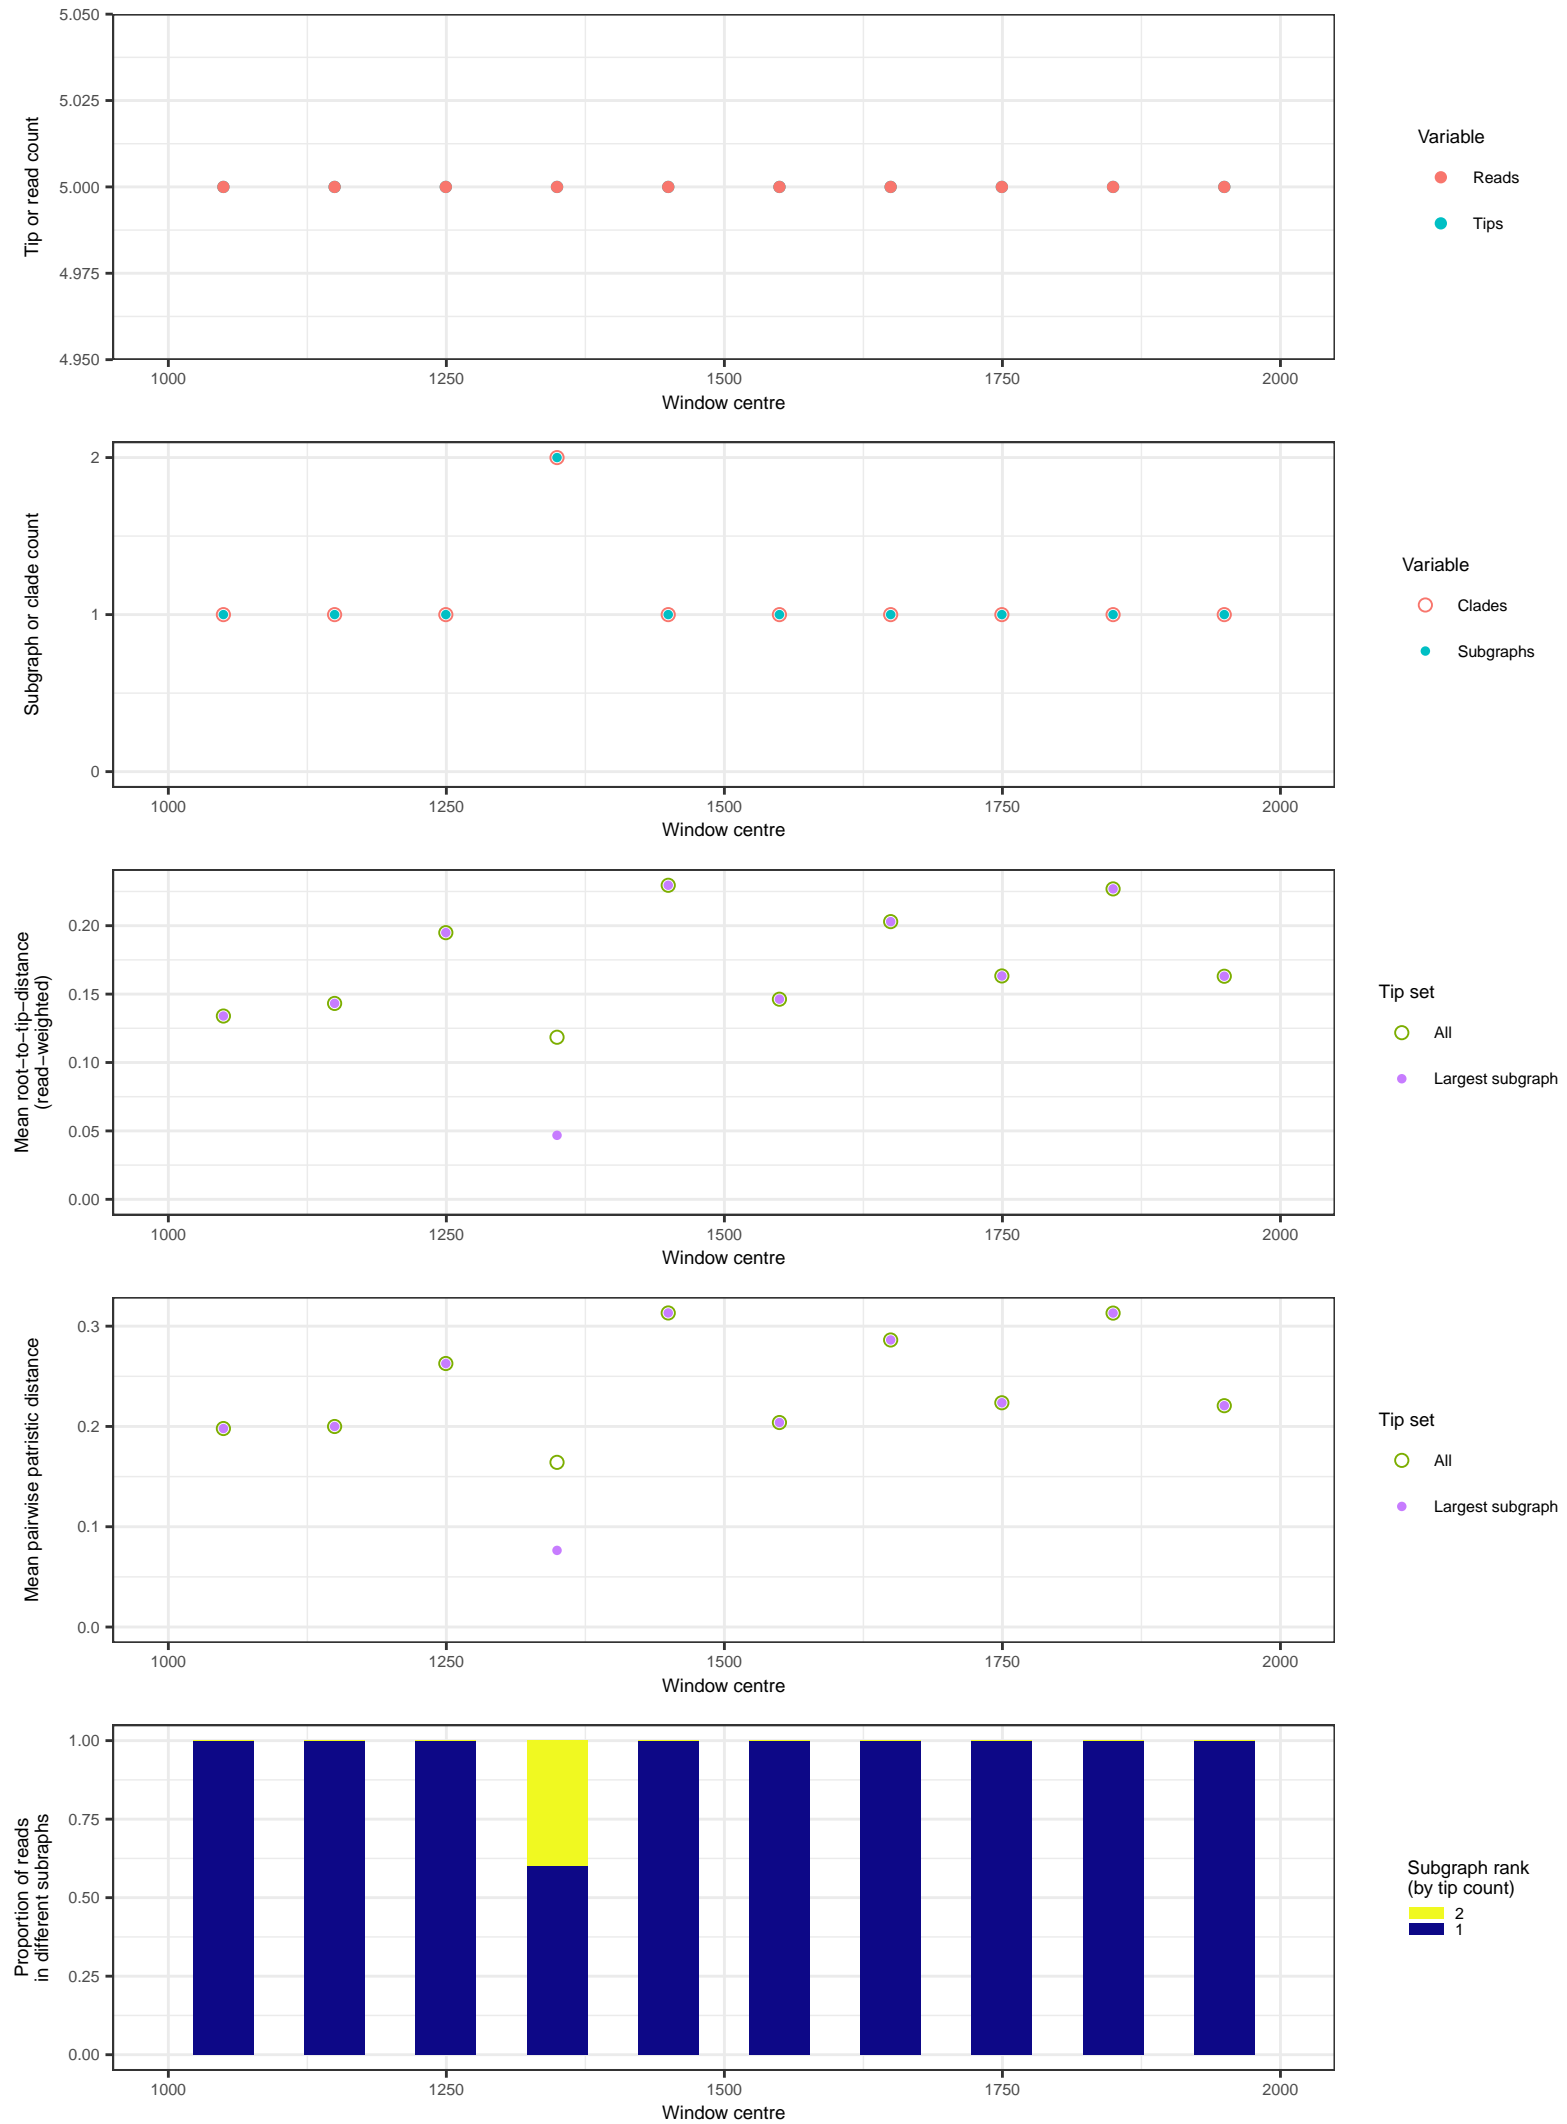 5.050
5.025
5.000
4.975
4.950
Tip or read count
1000 1250 1500 1750 2000
Window centre
Variable
Reads
Tips
2
1
0
Subgraph or clade count
1000 1250 1500 1750 2000
Window centre
Variable
Clades
Subgraphs
0.20
0.15
0.10
0.05
0.00
Mean root−to−tip−distance
(read−weighted)
1000 1250 1500 1750 2000
Window centre
Tip set
All
Largest subgraph
0.3
0.2
0.1
0.0
Mean pairwise patristic distance
1000 1250 1500 1750 2000
Window centre
Tip set
All
Largest subgraph
1.00
0.75
0.50
0.25
0.00
Proportion of reads
in different subraphs
1000 1250 1500 1750 2000
Window centre
Subgraph rank
(by tip count)
2
1